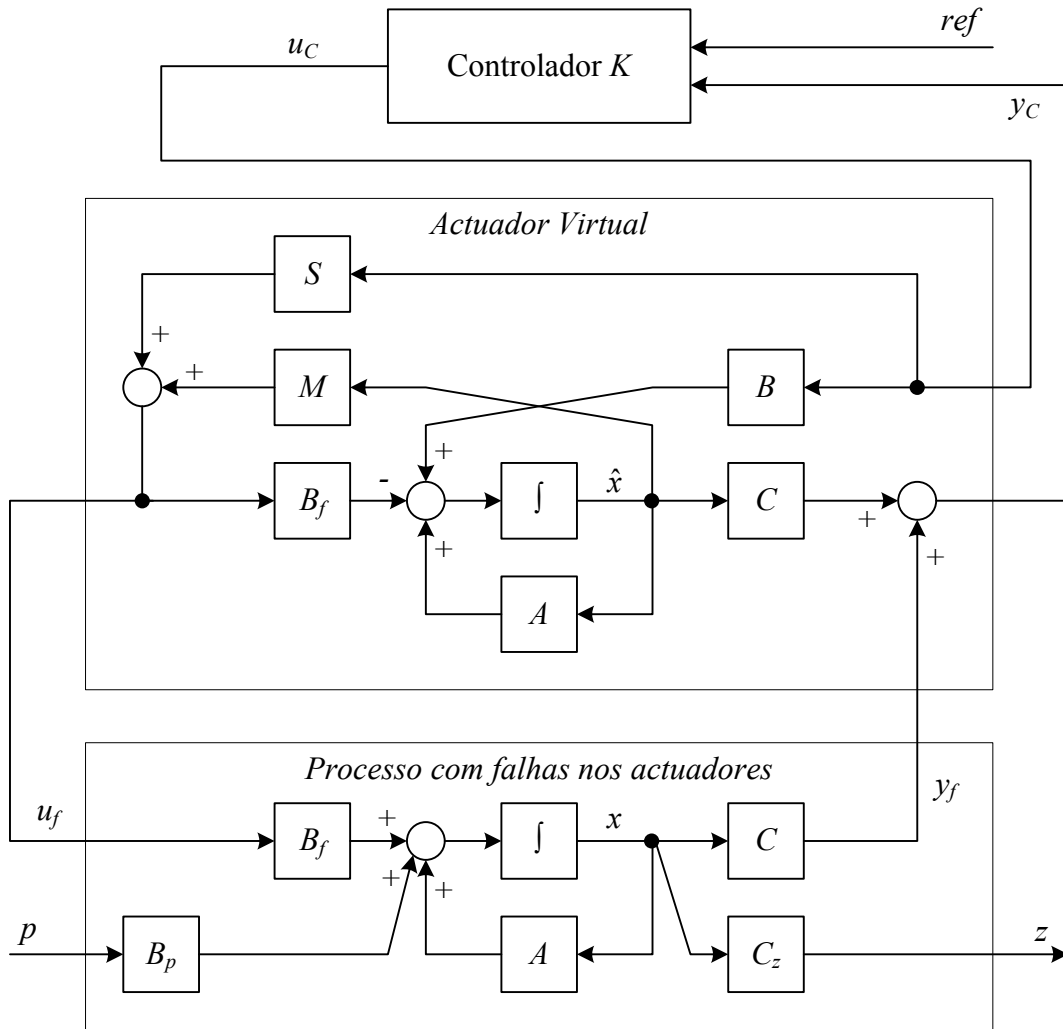 ref
u_C
Controlador K
y_C
Actuador Virtual
S
+
+
M
B
+
B_f
-
∫
x̂
C
+
+
+
A
Processo com falhas nos actuadores
u_f
y_f
B_f
+
∫
x
C
+
+
p
B_p
A
C_z
z